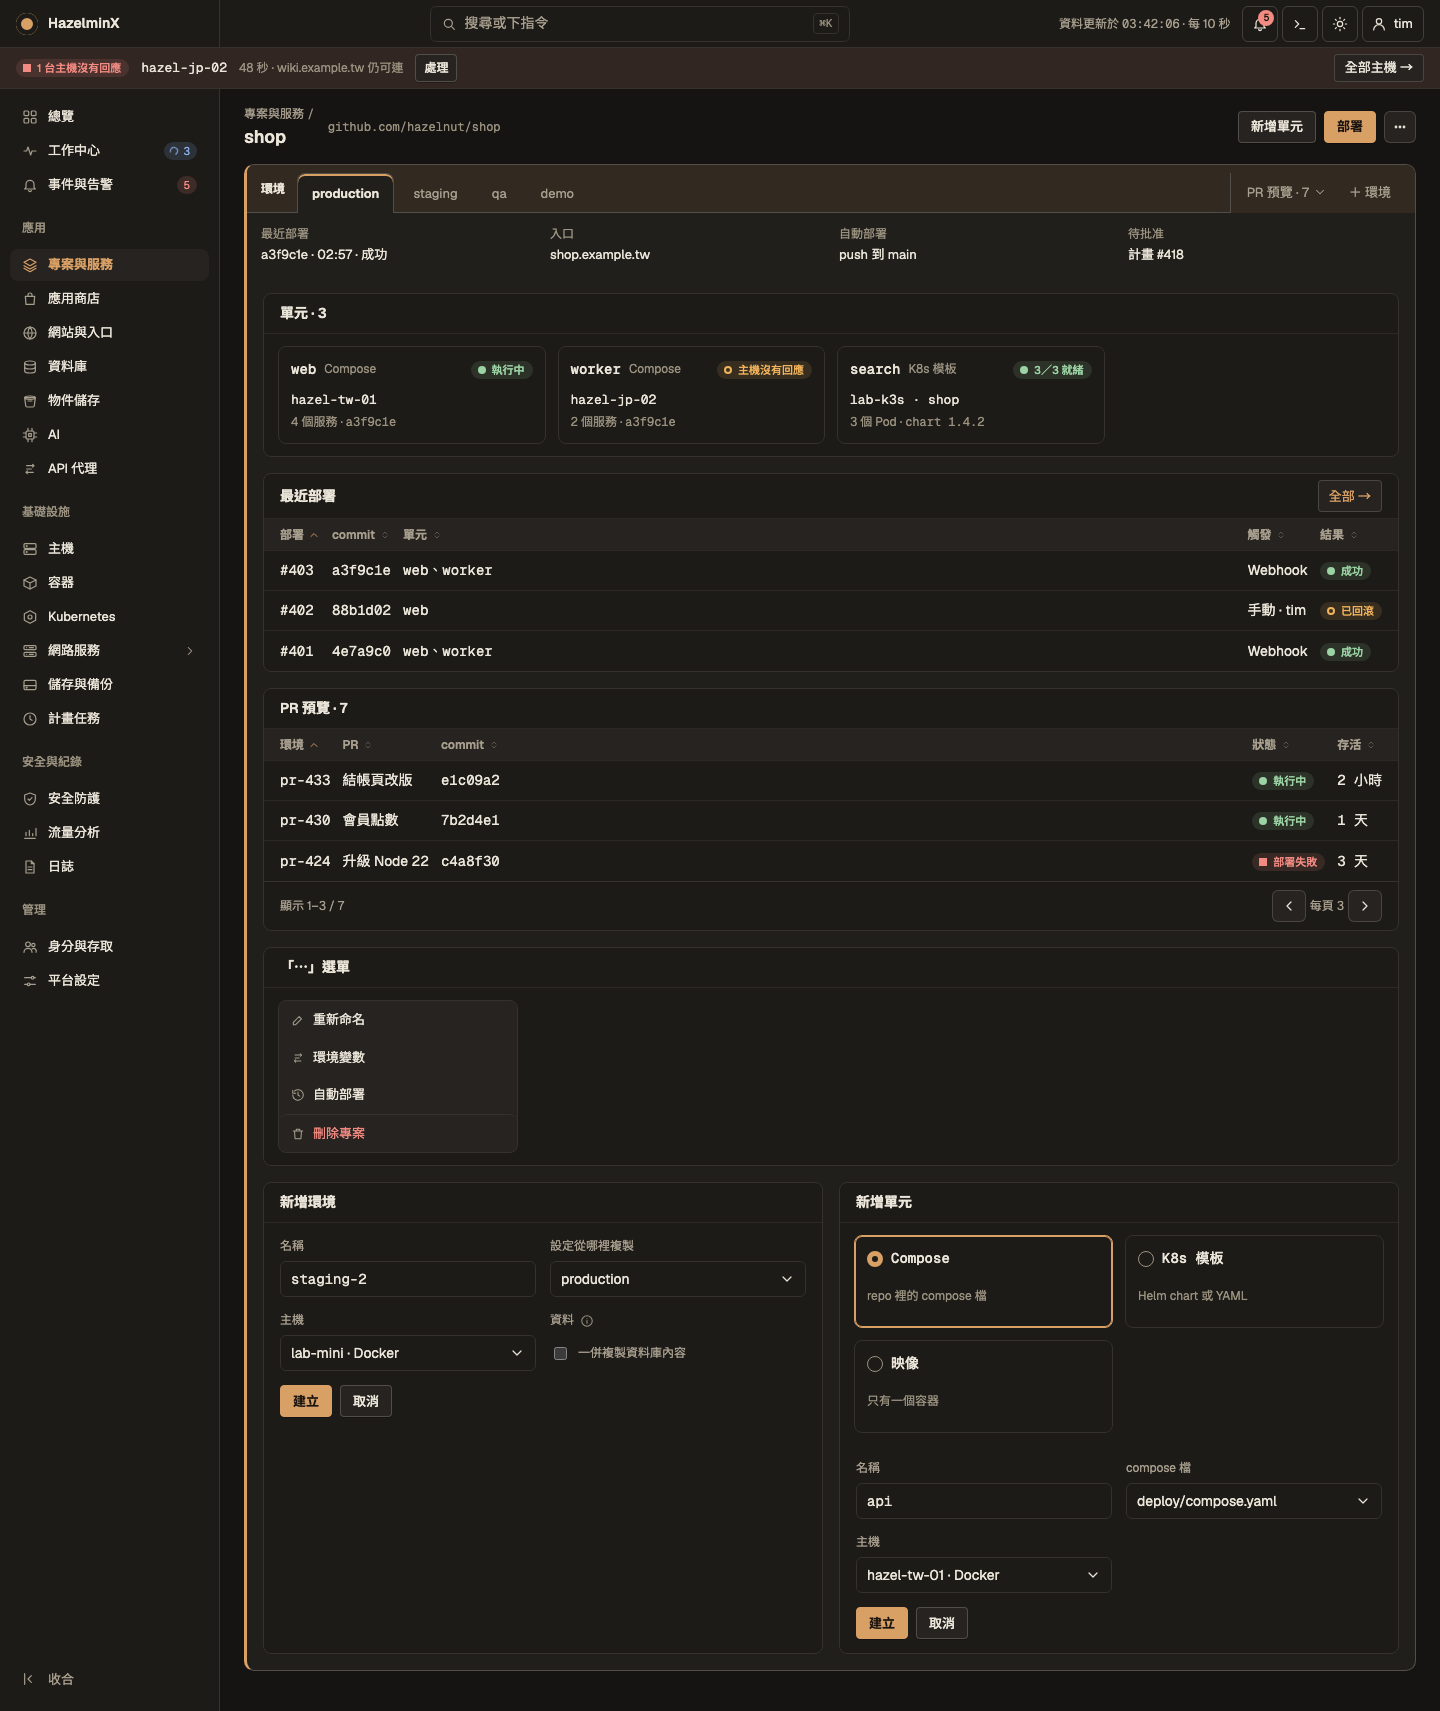 HazelminX
搜尋或下指令
⌘K
資料更新於 03:42:06 · 每 10 秒
5
tim
1 台主機沒有回應
hazel-jp-02
48 秒 · wiki.example.tw 仍可連
處理
全部主機 →
總覽
工作中心
3
事件與告警
5
應用
專案與服務
應用商店
網站與入口
資料庫
物件儲存
AI
API 代理
基礎設施
主機
容器
Kubernetes
網路服務
儲存與備份
計畫任務
安全與紀錄
安全防護
流量分析
日誌
管理
身分與存取
平台設定
收合
專案與服務 /
shop
github.com/hazelnut/shop
新增單元
部署
環境
production
staging
qa
demo
PR 預覽 · 7
環境
最近部署
a3f9c1e · 02:57 · 成功
入口
shop.example.tw
自動部署
push 到 main
待批准
計畫 #418
單元 · 3
web Compose
執行中
hazel-tw-01
4 個服務 · a3f9c1e
worker Compose
主機沒有回應
hazel-jp-02
2 個服務 · a3f9c1e
search K8s 模板
3／3 就緒
lab-k3s · shop
3 個 Pod · chart 1.4.2
最近部署
全部 →
部署 commit 單元 觸發 結果
#403 a3f9c1e web、worker Webhook 成功
#402 88b1d02 web 手動 · tim 已回滾
#401 4e7a9c0 web、worker Webhook 成功
PR 預覽 · 7
環境 PR commit 狀態 存活
pr-433 結帳頁改版 e1c09a2 執行中 2 小時
pr-430 會員點數 7b2d4e1 執行中 1 天
pr-424 升級 Node 22 c4a8f30 部署失敗 3 天
顯示 1–3 / 7
每頁 3
「⋯」選單
重新命名
環境變數
自動部署
刪除專案
新增環境
名稱
staging-2
設定從哪裡複製
production
主機
lab-mini · Docker
資料
一併複製資料庫內容
建立
取消
新增單元
Compose
repo 裡的 compose 檔
K8s 模板
Helm chart 或 YAML
映像
只有一個容器
名稱
api
compose 檔
deploy/compose.yaml
主機
hazel-tw-01 · Docker
建立
取消